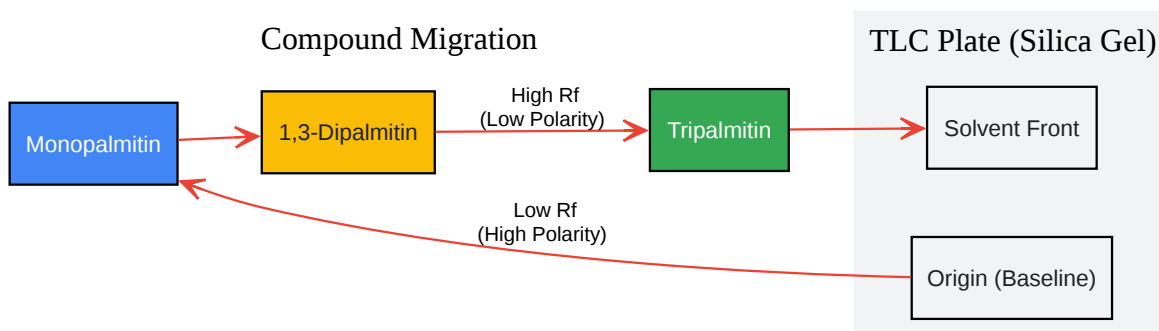 Compound Migration
TLC Plate (Silica Gel)
Monopalmitin
1,3-Dipalmitin
High Rf
(Low Polarity)
Tripalmitin
Solvent Front
Low Rf
(High Polarity)
Origin (Baseline)